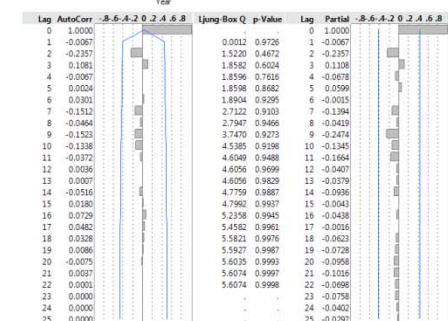 Year
Lag AutoCorr -.8-.6-.4-.2 0 .2 .4 .6 .8 Ljung-Box Q p-Value Lag Partial -.8-.6-.4-.2 0 .2 .4 .6 .8
0 1.0000 . . 0 1.0000
1 -0.0067 0.0012 0.9726 1 -0.0067
2 -0.2357 1.5220 0.4672 2 -0.2357
3 0.1081 1.8582 0.6024 3 0.1108
4 -0.0067 1.8596 0.7616 4 -0.0678
5 0.0024 1.8598 0.8682 5 0.0599
6 0.0301 1.8904 0.9295 6 -0.0015
7 -0.1512 2.7122 0.9103 7 -0.1394
8 -0.0464 2.7947 0.9466 8 -0.0419
9 -0.1523 3.7470 0.9273 9 -0.2474
10 -0.1338 4.5385 0.9198 10 -0.1345
11 -0.0372 4.6049 0.9488 11 -0.1664
12 0.0036 4.6056 0.9699 12 -0.0407
13 0.0007 4.6056 0.9829 13 -0.0379
14 -0.0516 4.7759 0.9887 14 -0.0936
15 0.0180 4.7992 0.9937 15 -0.0043
16 0.0729 5.2358 0.9945 16 -0.0438
17 0.0482 5.4582 0.9961 17 -0.0016
18 0.0328 5.5821 0.9976 18 -0.0623
19 0.0086 5.5927 0.9987 19 -0.0728
20 -0.0075 5.6035 0.9993 20 -0.0958
21 0.0037 5.6074 0.9997 21 -0.1016
22 0.0001 5.6074 0.9998 22 -0.0698
23 0.0000 . . 23 -0.0758
24 0.0000 . . 24 -0.0402
25 0.0000 . . 25 -0.0297